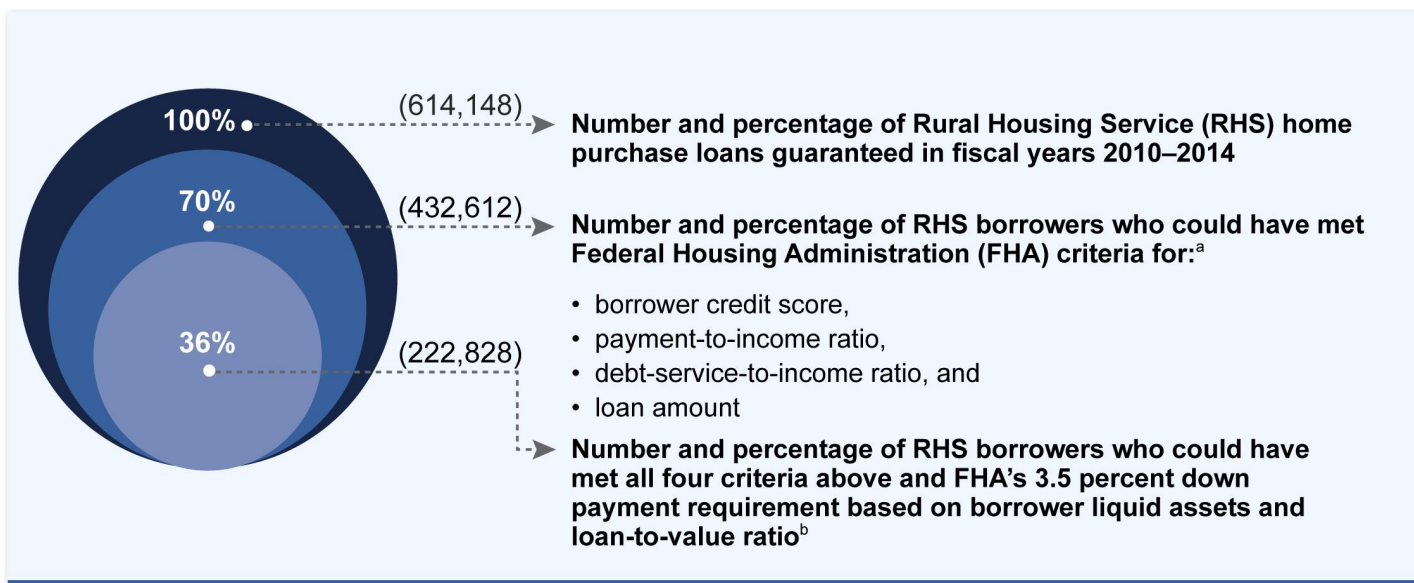 100%
(614,148)
Number and percentage of Rural Housing Service (RHS) home
purchase loans guaranteed in fiscal years 2010–2014
70%
(432,612)
Number and percentage of RHS borrowers who could have met
Federal Housing Administration (FHA) criteria for:a
• borrower credit score,
• payment-to-income ratio,
• debt-service-to-income ratio, and
• loan amount
36%
(222,828)
Number and percentage of RHS borrowers who could have
met all four criteria above and FHA's 3.5 percent down
payment requirement based on borrower liquid assets and
loan-to-value ratiob